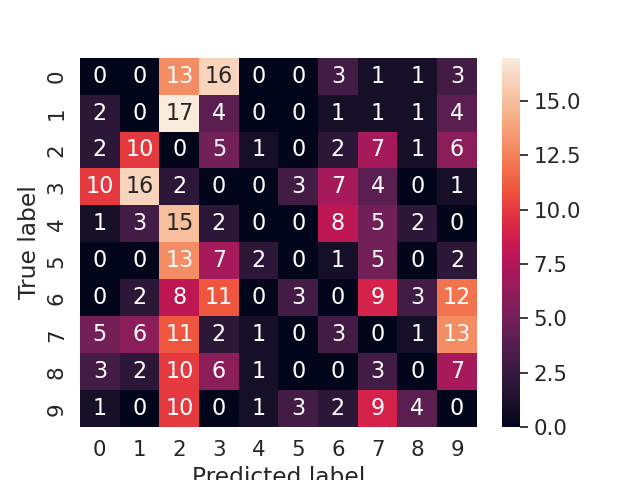 0 0 0 13 16 0 0 3 1 1 3
1 2 0 17 4 0 0 1 1 1 4
2 2 10 0 5 1 0 2 7 1 6
3 10 16 2 0 0 3 7 4 0 1
4 1 3 15 2 0 0 8 5 2 0
5 0 0 13 7 2 0 1 5 0 2
6 0 2 8 11 0 3 0 9 3 12
7 5 6 11 2 1 0 3 0 1 13
8 3 2 10 6 1 0 0 3 0 7
9 1 0 10 0 1 3 2 9 4 0
0 1 2 3 4 5 6 7 8 9
Predicted label
True label
15.0
12.5
10.0
7.5
5.0
2.5
0.0